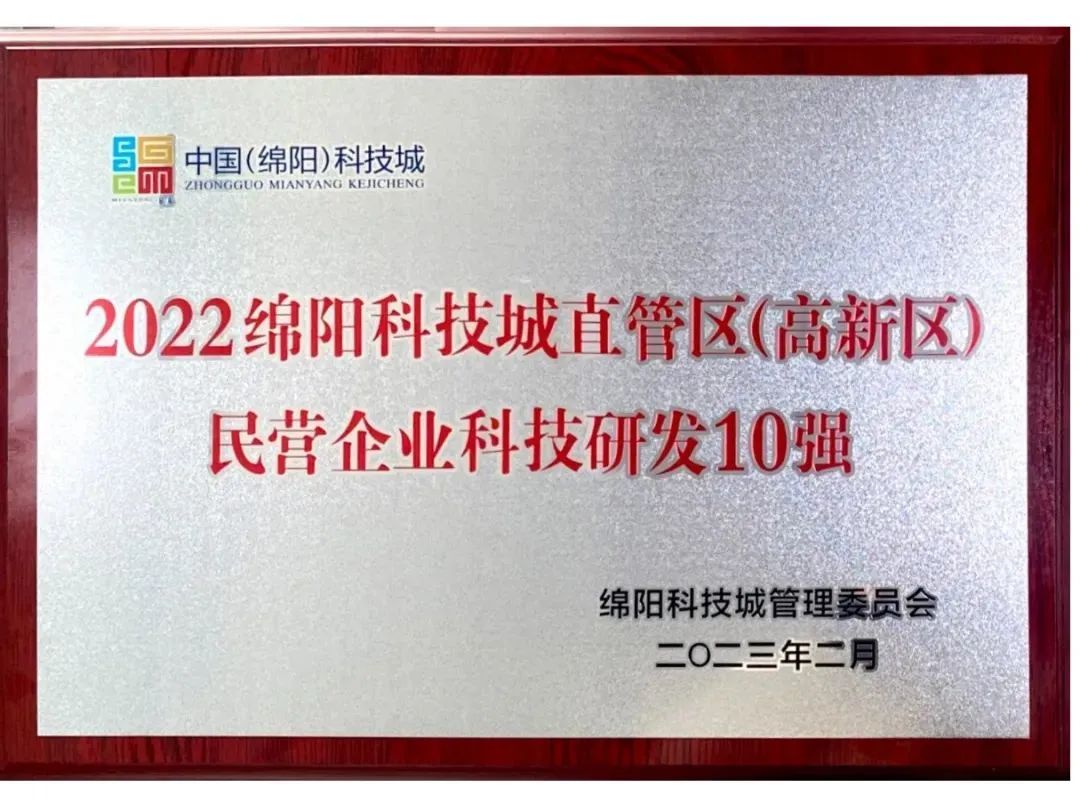 中国(绵阳)科技城
ZHONGGUO MIANYANG KEJICHENG
2022绵阳科技城直管区(高新区)
民营企业科技研发10强
绵阳科技城管理委员会
二〇二三年二月